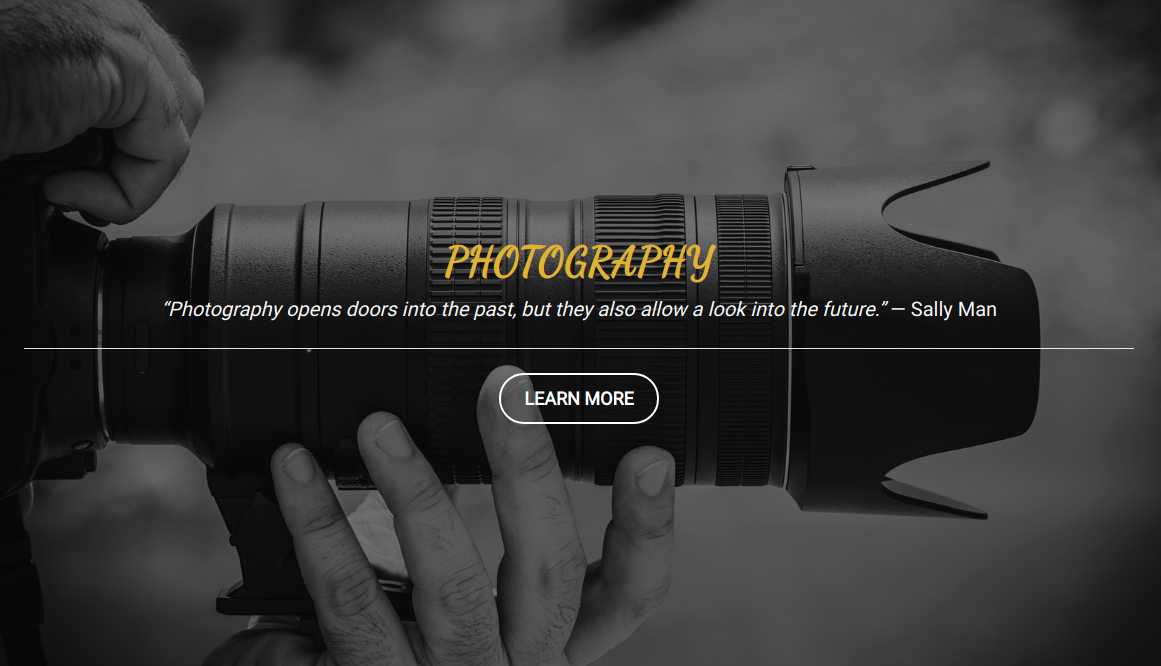 PHOTOGRAPHY
“Photography opens doors into the past, but they also allow a look into the future.” — Sally Man
LEARN MORE